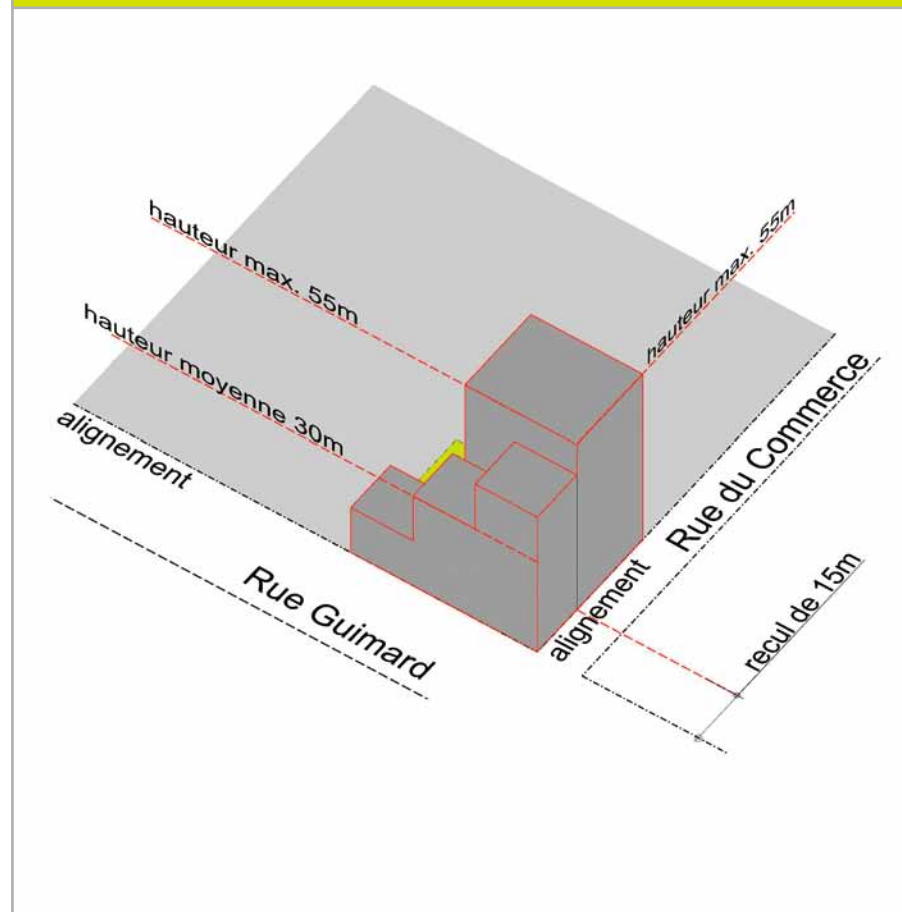 hauteur max. 55m
hauteur max. 55m
hauteur moyenne 30m
alignement
Rue du Commerce
Rue Guimard
alignement
recul de 15m